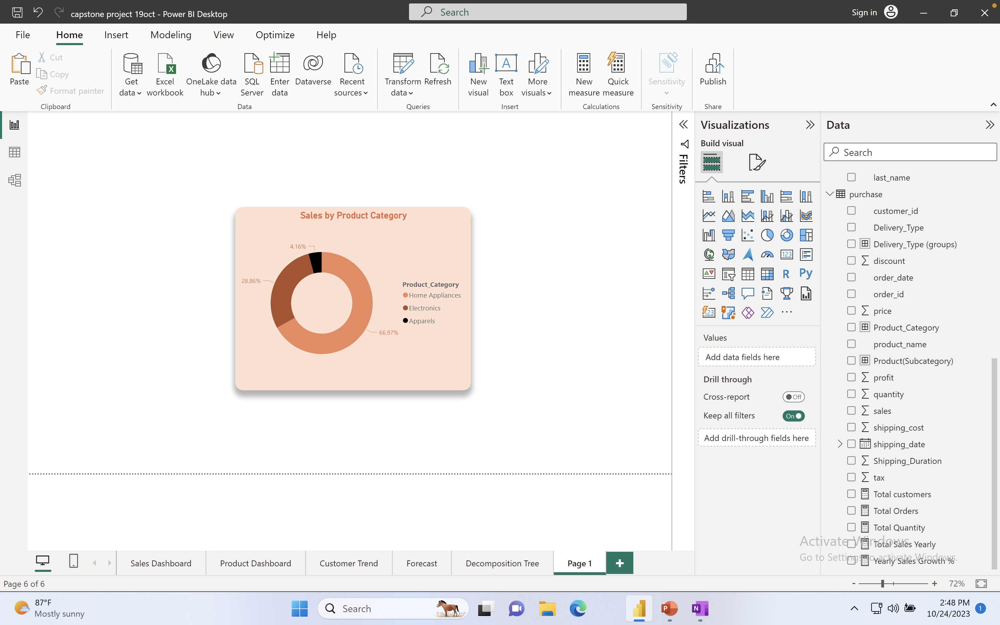 capstone project 19oct - Power BI Desktop
Search
Sign in
File
Home
Insert
Modeling
View
Optimize
Help
Paste
Cut
Copy
Format painter
Clipboard
Get
data
Excel
workbook
OneLake data
hub
SQL
Server
Enter
data
Dataverse
Recent
sources
Data
Transform
data
Refresh
Queries
New
visual
Text
box
More
visuals
Insert
New
measure
Quick
measure
Calculations
Sensitivity
Sensitivity
Publish
Share
Sales by Product Category
4.16%
28.86%
66.97%
Product_Category
Home Appliances
Electronics
Apparels
Filters
Visualizations
Build visual
123
R
Py
123
Values
Add data fields here
Drill through
Cross-report
Off
Keep all filters
On
Add drill-through fields here
Data
Search
last_name
purchase
customer_id
Delivery_Type
Delivery_Type (groups)
discount
order_date
order_id
price
Product_Category
product_name
Product(Subcategory)
profit
quantity
sales
shipping_cost
shipping_date
Shipping_Duration
tax
Total customers
Total Orders
Total Quantity
Total Sales Yearly
Yearly Sales Growth %
Activate Windows
Go to Settings to activate Windows.
Sales Dashboard
Product Dashboard
Customer Trend
Forecast
Decomposition Tree
Page 1
+
Page 6 of 6
- + 72%
87°F
Mostly sunny
Search
2:48 PM
10/24/2023
1